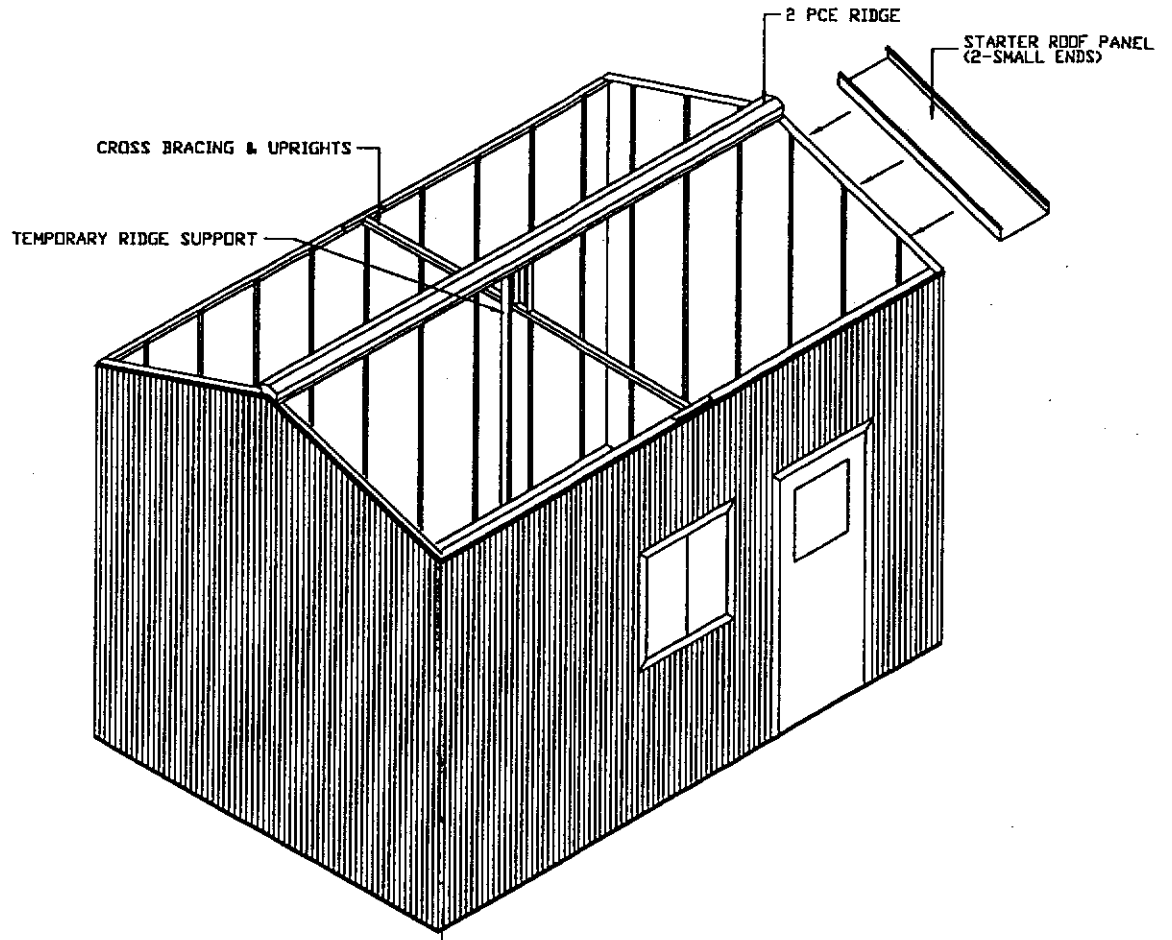 2 PCE RIDGE
STARTER ROOF PANEL
(2-SMALL ENDS)
CROSS BRACING & UPRIGHTS
TEMPORARY RIDGE SUPPORT